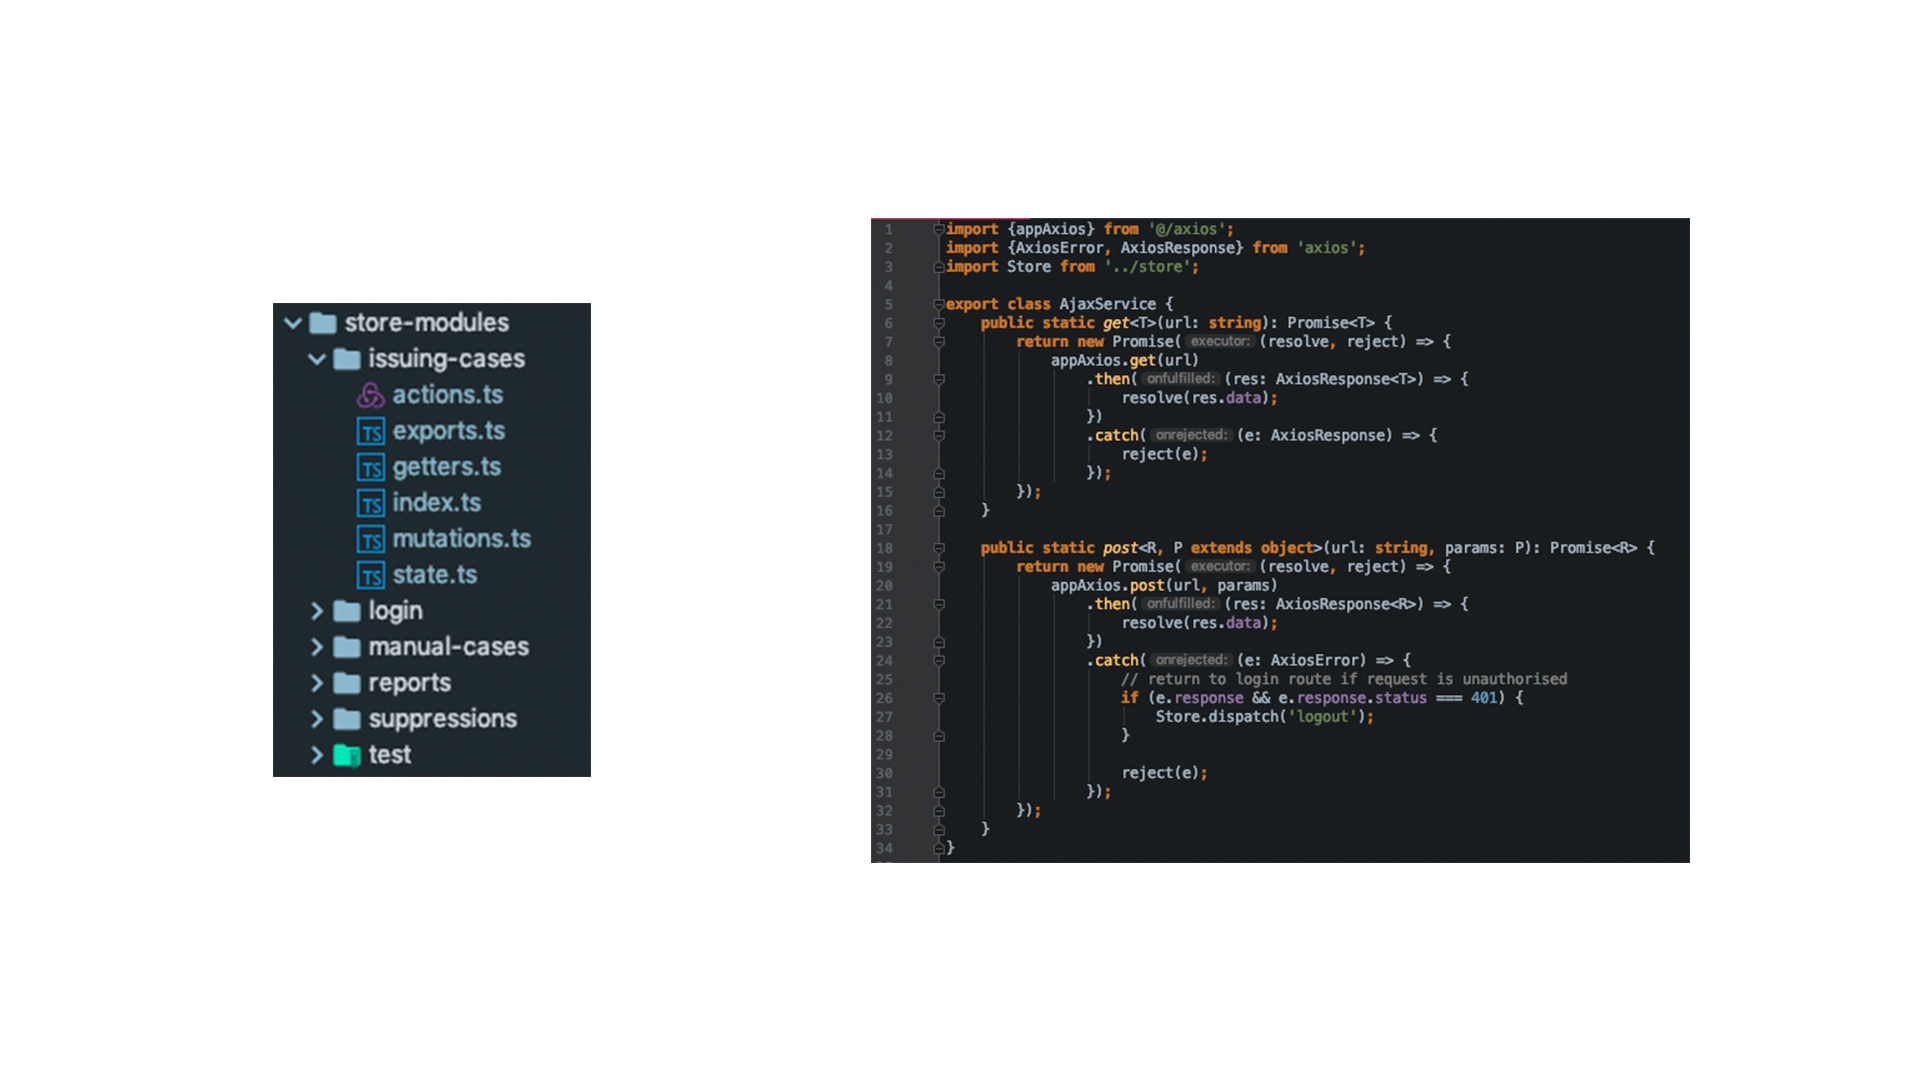 store-modules
issuing-cases
actions.ts
TS exports.ts
TS getters.ts
TS index.ts
TS mutations.ts
TS state.ts
login
manual-cases
reports
suppressions
test
1 import {appAxios} from '@/axios';
2 import {AxiosError, AxiosResponse} from 'axios';
3 import Store from '../store';
4
5 export class AjaxService {
6 public static get<T>(url: string): Promise<T> {
7 return new Promise( executor: (resolve, reject) => {
8 appAxios.get(url)
9 .then( onfulfilled: (res: AxiosResponse<T>) => {
10 resolve(res.data);
11 })
12 .catch( onrejected: (e: AxiosResponse) => {
13 reject(e);
14 });
15 });
16 }
17
18 public static post<R, P extends object>(url: string, params: P): Promise<R> {
19 return new Promise( executor: (resolve, reject) => {
20 appAxios.post(url, params)
21 .then( onfulfilled: (res: AxiosResponse<R>) => {
22 resolve(res.data);
23 })
24 .catch( onrejected: (e: AxiosError) => {
25 // return to login route if request is unauthorised
26 if (e.response && e.response.status === 401) {
27 Store.dispatch('logout');
28 }
29
30 reject(e);
31 });
32 });
33 }
34 }